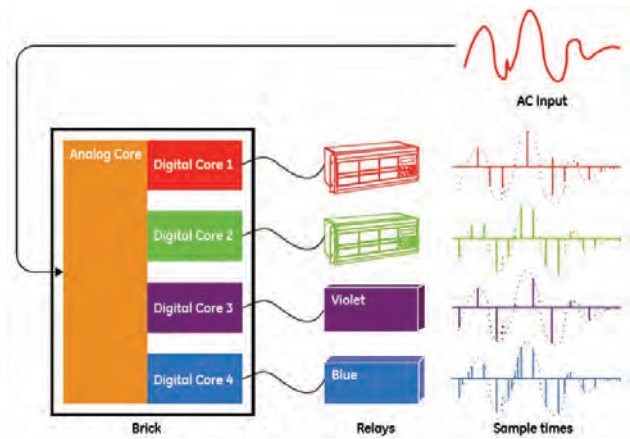 AC Input
Analog Core
Digital Core 1
Digital Core 2
Digital Core 3
Violet
Digital Core 4
Blue
Brick
Relays
Sample times